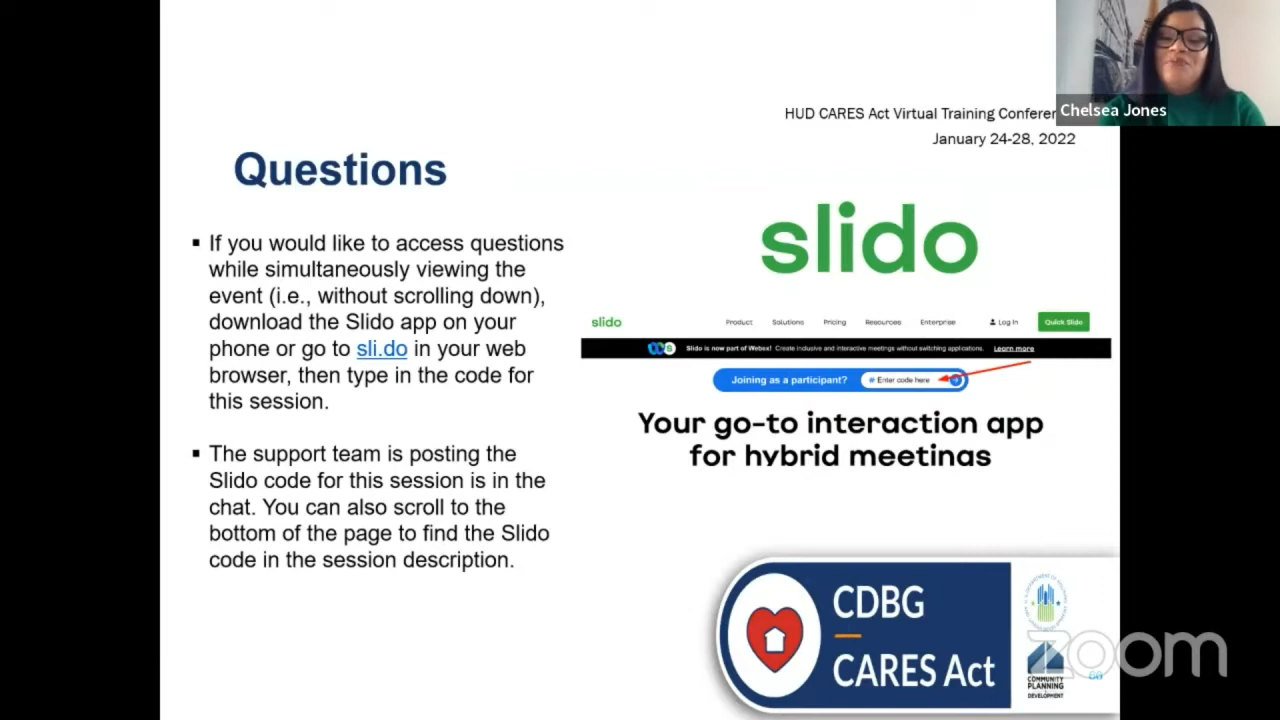 Chelsea Jones
HUD CARES Act Virtual Training Conferen
January 24-28, 2022
Questions
▪ If you would like to access questions
while simultaneously viewing the
event (i.e., without scrolling down),
download the Slido app on your
phone or go to sli.do in your web
browser, then type in the code for
this session.
▪ The support team is posting the
Slido code for this session is in the
chat. You can also scroll to the
bottom of the page to find the Slido
code in the session description.
slido
slido Product Solutions Pricing Resources Enterprise Log In Quick Slido
Slido is now part of Webex! Create inclusive and interactive meetings without switching applications. Learn more
Joining as a participant? # Enter code here
Your go-to interaction app
for hybrid meetings
CDBG
CARES Act
COMMUNITY
PLANNING
DEVELOPMENT
zoom